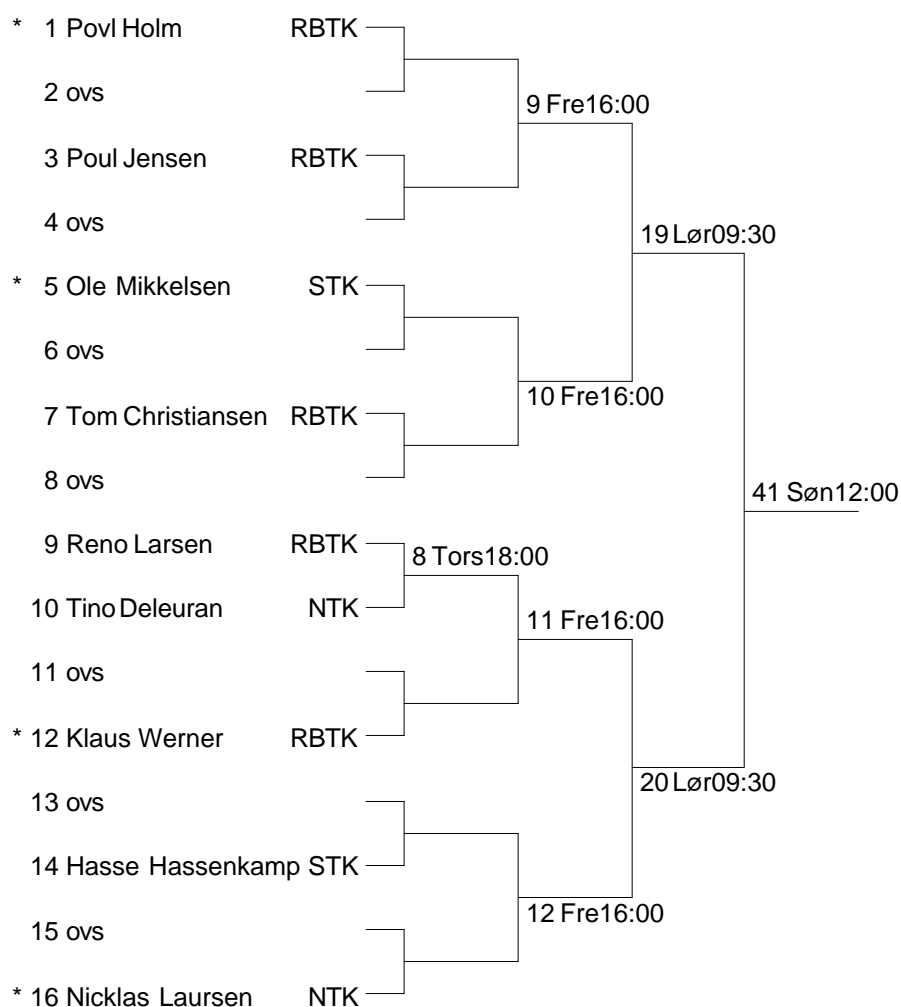 * 1 Povl Holm RBTK
2 ovs
9 Fre16:00
3 Poul Jensen RBTK
4 ovs
19 Lør09:30
* 5 Ole Mikkelsen STK
6 ovs
10 Fre16:00
7 Tom Christiansen RBTK
8 ovs
41 Søn12:00
9 Reno Larsen RBTK
8 Tors18:00
10 Tino Deleuran NTK
11 Fre16:00
11 ovs
* 12 Klaus Werner RBTK
20 Lør09:30
13 ovs
14 Hasse Hassenkamp STK
12 Fre16:00
15 ovs
* 16 Nicklas Laursen NTK